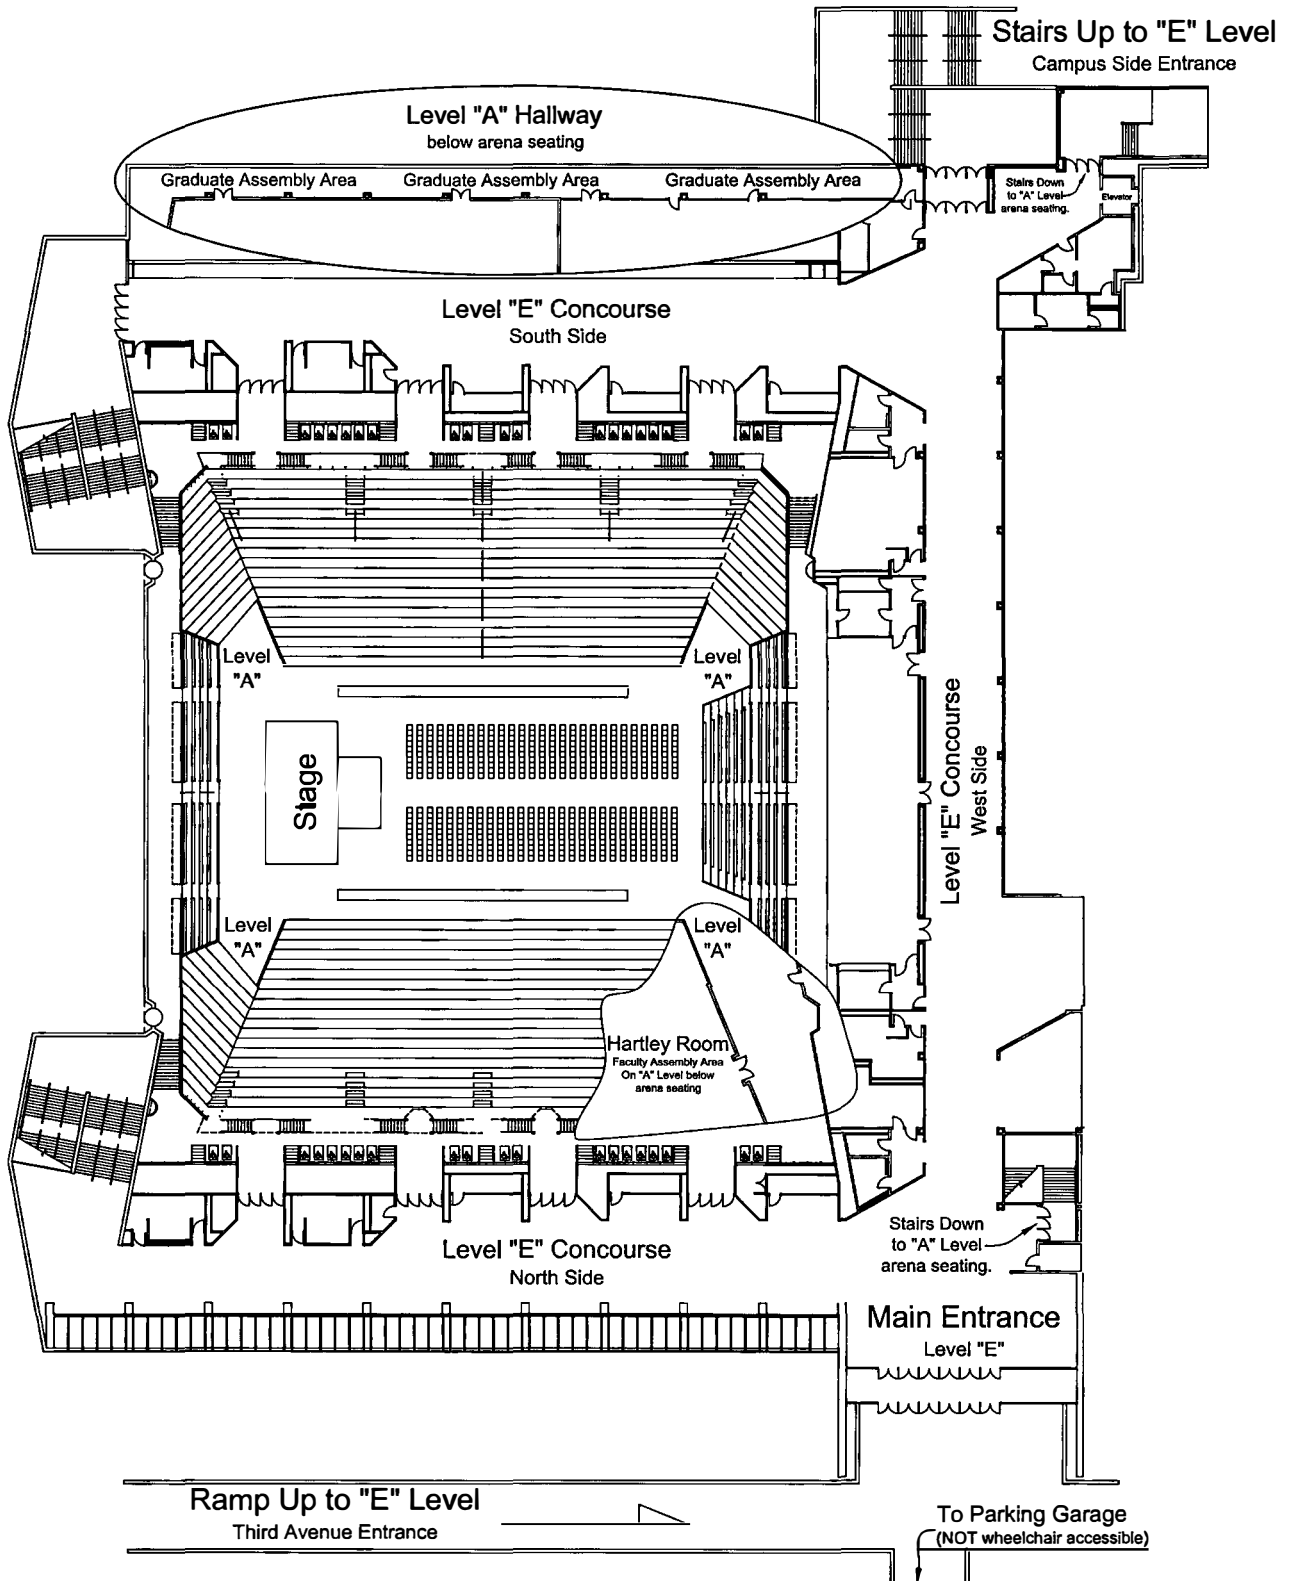 Stairs Up to "E" Level
Campus Side Entrance
Level "A" Hallway
below arena seating
Graduate Assembly Area
Graduate Assembly Area
Graduate Assembly Area
Stairs Down
to "A" Level
arena seating.
Elevator
Level "E" Concourse
South Side
Level
"A"
Level
"A"
Stage
Level "E" Concourse
West Side
Level
"A"
Level
"A"
Hartley Room
Faculty Assembly Area
On "A" Level below
arena seating
Stairs Down
to "A" Level
arena seating.
Level "E" Concourse
North Side
Main Entrance
Level "E"
Ramp Up to "E" Level
Third Avenue Entrance
To Parking Garage
(NOT wheelchair accessible)